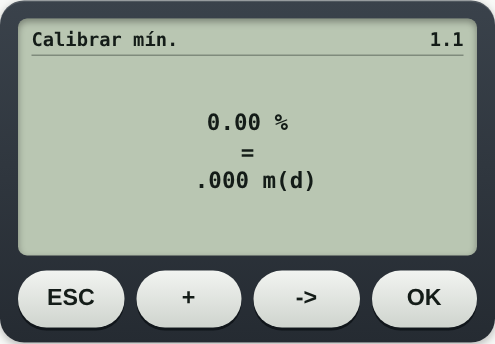 Calibrar mín. 1.1
0.00 %
=
.000 m(d)
ESC + -> OK